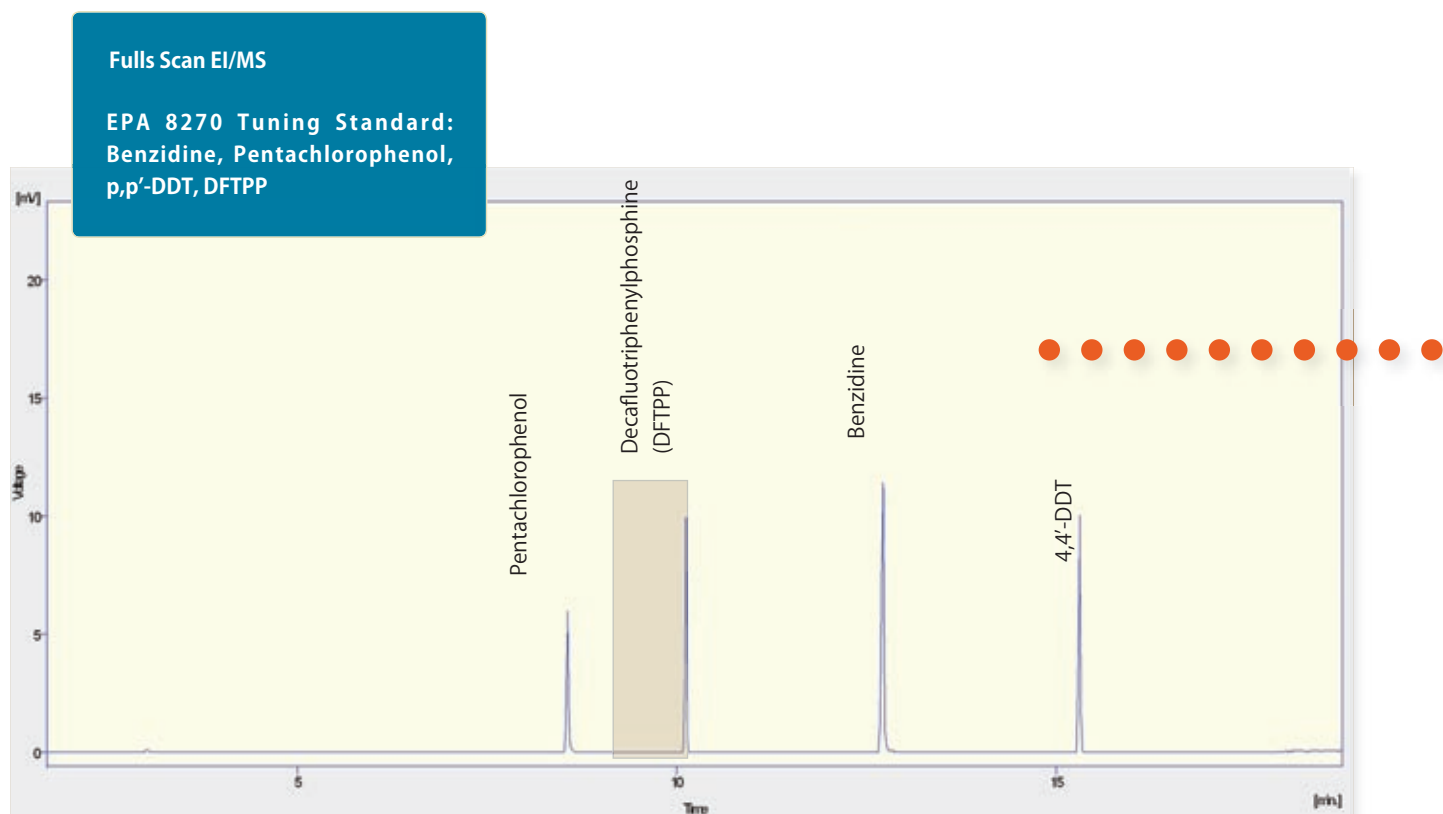 Fulls Scan EI/MS
EPA 8270 Tuning Standard:
Benzidine, Pentachlorophenol,
p,p’-DDT, DFTPP
[mV]
20
15
10
5
0
Voltage
Pentachlorophenol
Decaflutriphenylphosphine
(DFTPP)
Benzidine
4,4’-DDT
5
10
15
Time
[min.]